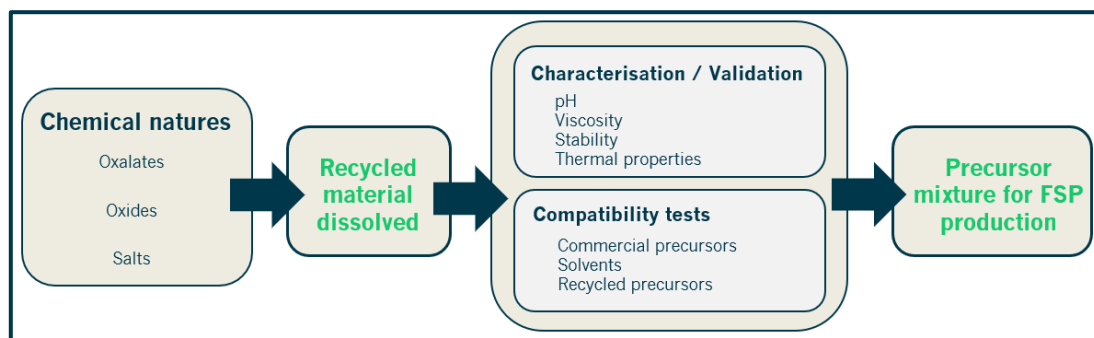 Chemical natures
Oxalates
Oxides
Salts
Recycled
material
dissolved
Characterisation / Validation
pH
Viscosity
Stability
Thermal properties
Compatibility tests
Commercial precursors
Solvents
Recycled precursors
Precursor
mixture for FSP
production